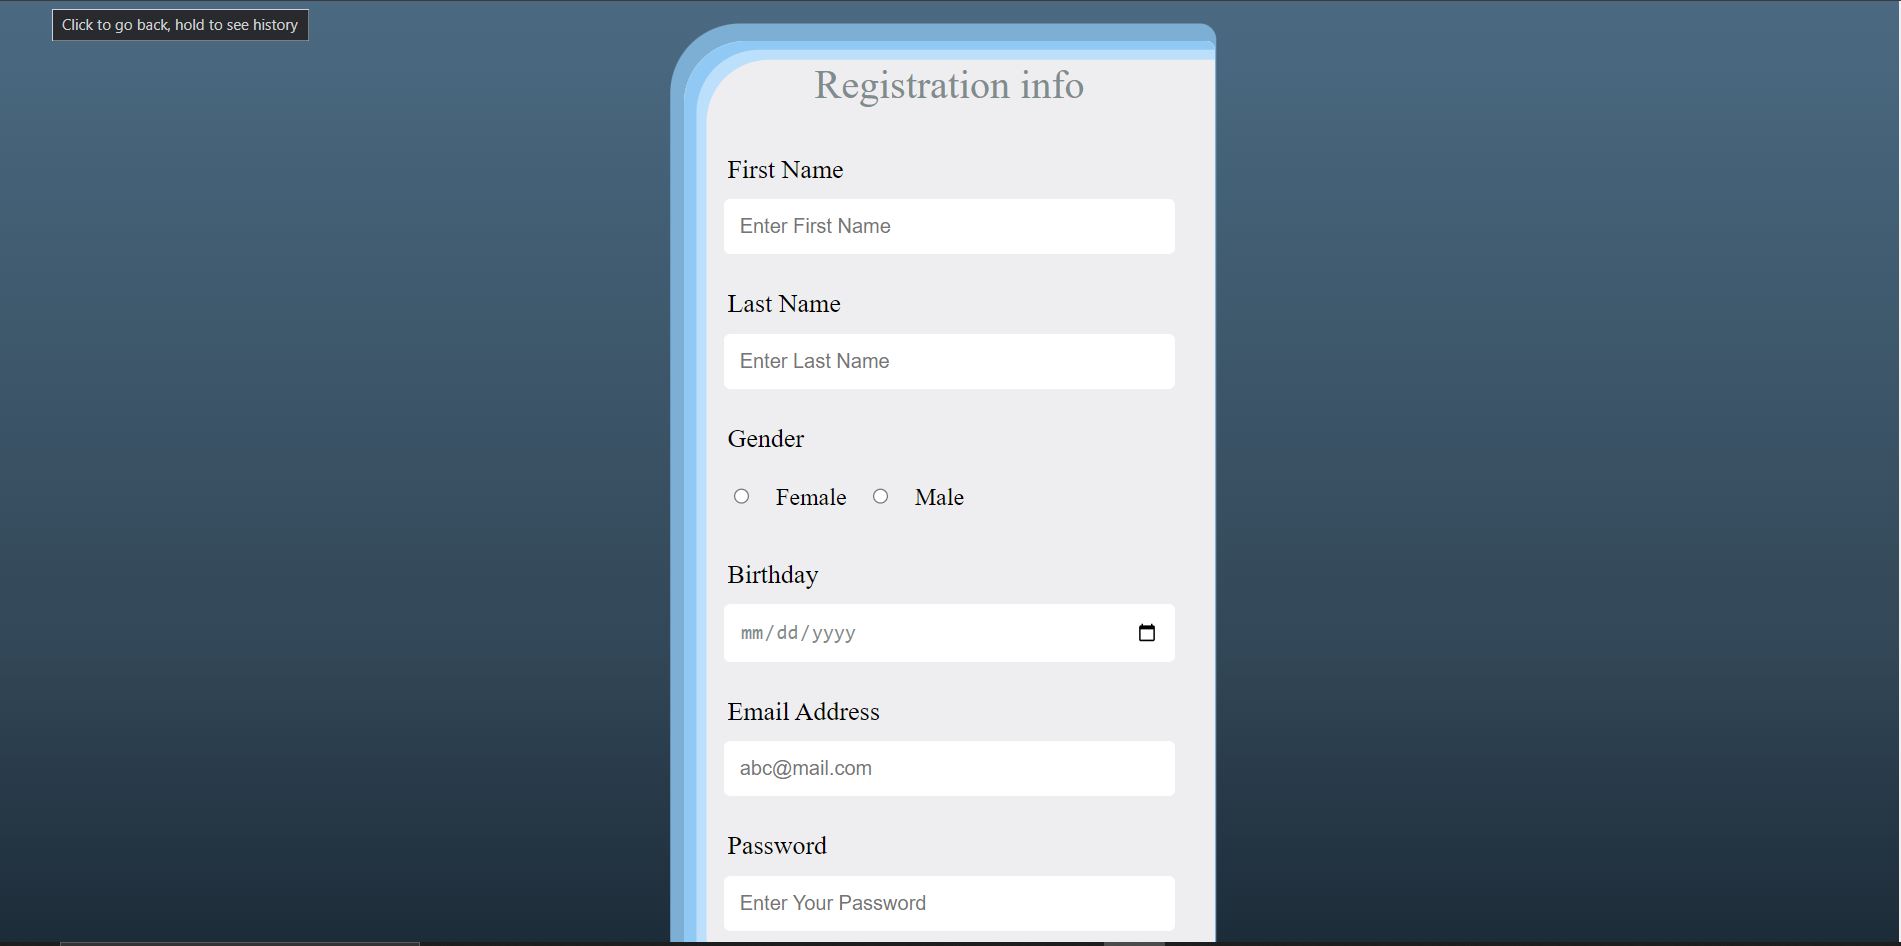 Click to go back, hold to see history
Registration info
First Name
Enter First Name
Last Name
Enter Last Name
Gender
Female Male
Birthday
mm/dd/yyyy
Email Address
abc@mail.com
Password
Enter Your Password